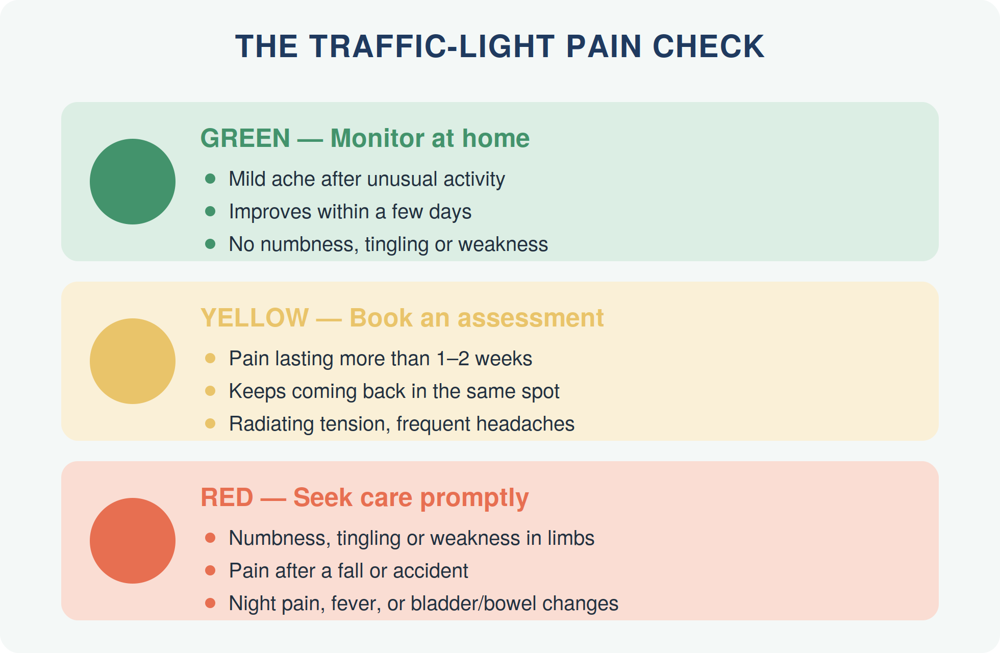 THE TRAFFIC-LIGHT PAIN CHECK
GREEN — Monitor at home
Mild ache after unusual activity
Improves within a few days
No numbness, tingling or weakness
YELLOW — Book an assessment
Pain lasting more than 1–2 weeks
Keeps coming back in the same spot
Radiating tension, frequent headaches
RED — Seek care promptly
Numbness, tingling or weakness in limbs
Pain after a fall or accident
Night pain, fever, or bladder/bowel changes